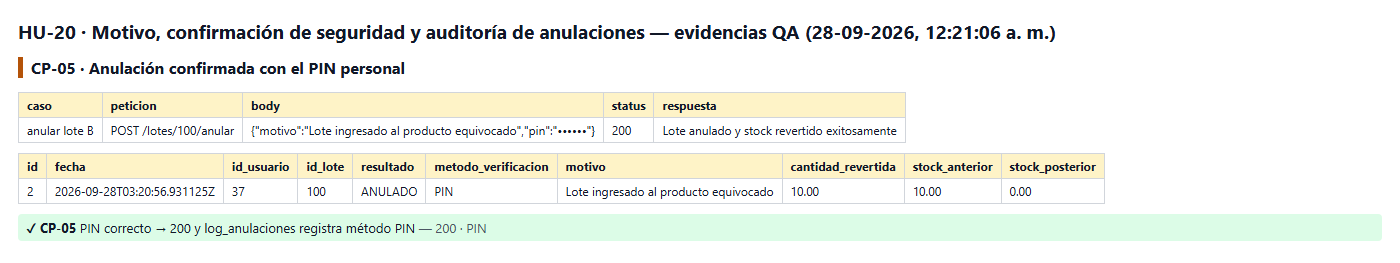 HU-20 · Motivo, confirmación de seguridad y auditoría de anulaciones — evidencias QA (28-09-2026, 12:21:06 a. m.)
CP-05 · Anulación confirmada con el PIN personal
caso peticion body status respuesta
anular lote B POST /lotes/100/anular {"motivo":"Lote ingresado al producto equivocado","pin":"••••••"} 200 Lote anulado y stock revertido exitosamente
id fecha id_usuario id_lote resultado metodo_verificacion motivo cantidad_revertida stock_anterior stock_posterior
2 2026-09-28T03:20:56.931125Z 37 100 ANULADO PIN Lote ingresado al producto equivocado 10.00 10.00 0.00
✓ CP-05 PIN correcto → 200 y log_anulaciones registra método PIN — 200 · PIN